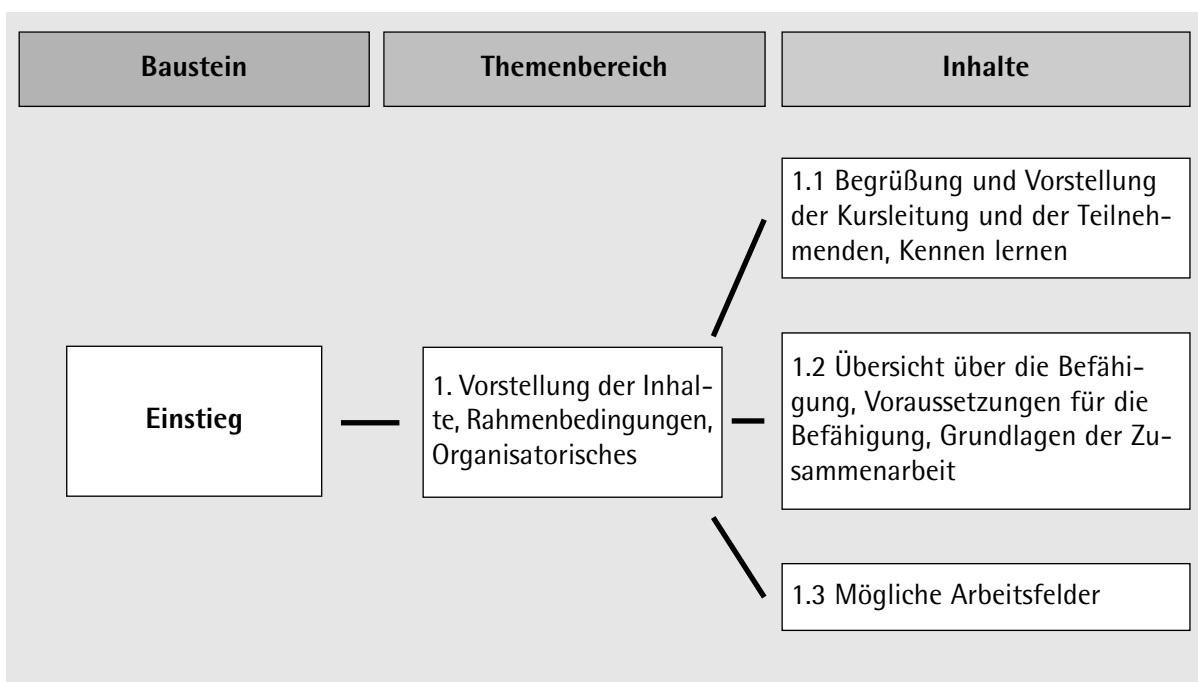 Baustein
Themenbereich
Inhalte
Einstieg
1. Vorstellung der Inhal-
te, Rahmenbedingungen,
Organisatorisches
1.1 Begrüßung und Vorstellung
der Kursleitung und der Teilneh-
menden, Kennen lernen
1.2 Übersicht über die Befähi-
gung, Voraussetzungen für die
Befähigung, Grundlagen der Zu-
sammenarbeit
1.3 Mögliche Arbeitsfelder